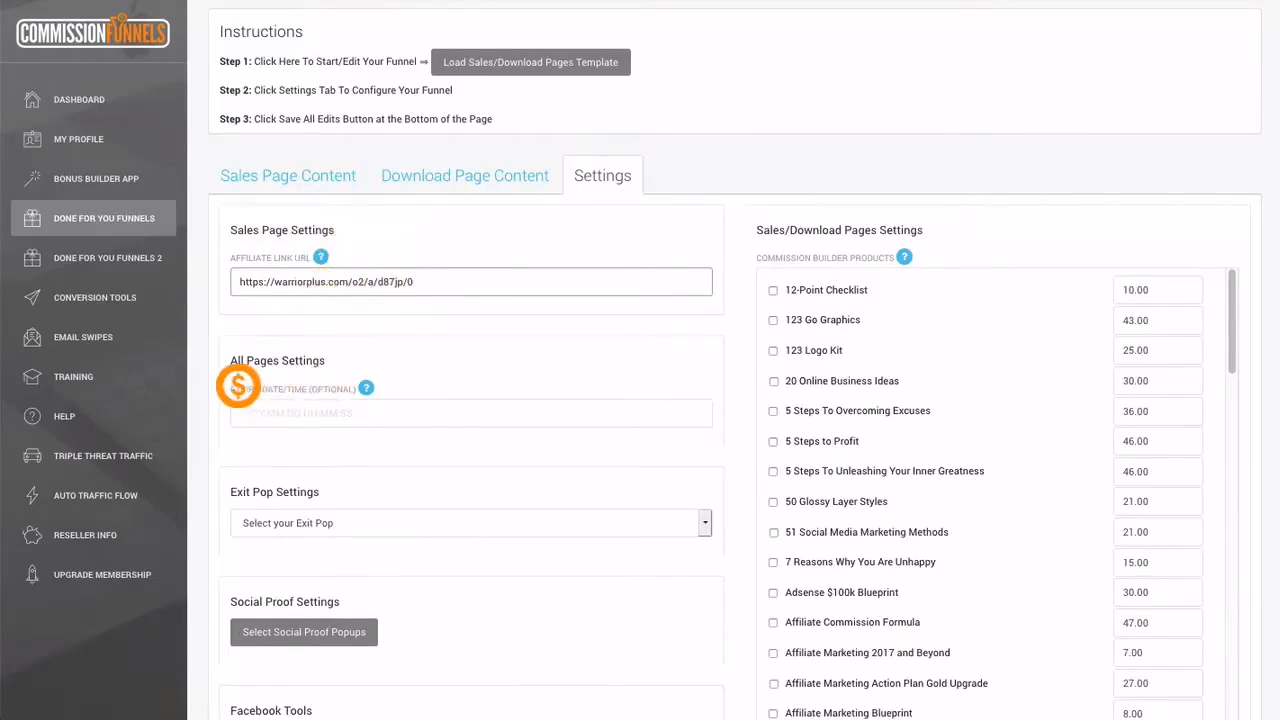 COMMISSIONFUNNELS
DASHBOARD
MY PROFILE
BONUS BUILDER APP
DONE FOR YOU FUNNELS
DONE FOR YOU FUNNELS 2
CONVERSION TOOLS
EMAIL SWIPES
TRAINING
HELP
TRIPLE THREAT TRAFFIC
AUTO TRAFFIC FLOW
RESELLER INFO
UPGRADE MEMBERSHIP
Instructions
Step 1: Click Here To Start/Edit Your Funnel ⇒ Load Sales/Download Pages Template
Step 2: Click Settings Tab To Configure Your Funnel
Step 3: Click Save All Edits Button at the Bottom of the Page
Sales Page Content Download Page Content Settings
Sales Page Settings
AFFILIATE LINK URL ?
https://warriorplus.com/o2/a/d87jp/0
All Pages Settings
$ DATE/TIME (OPTIONAL) ?
Exit Pop Settings
Select your Exit Pop
Social Proof Settings
Select Social Proof Popups
Facebook Tools
Sales/Download Pages Settings
COMMISSION BUILDER PRODUCTS ?
12-Point Checklist 10.00
123 Go Graphics 43.00
123 Logo Kit 25.00
20 Online Business Ideas 30.00
5 Steps To Overcoming Excuses 36.00
5 Steps to Profit 46.00
5 Steps To Unleashing Your Inner Greatness 46.00
50 Glossy Layer Styles 21.00
51 Social Media Marketing Methods 21.00
7 Reasons Why You Are Unhappy 15.00
Adsense $100k Blueprint 30.00
Affiliate Commission Formula 47.00
Affiliate Marketing 2017 and Beyond 7.00
Affiliate Marketing Action Plan Gold Upgrade 27.00
Affiliate Marketing Blueprint 8.00